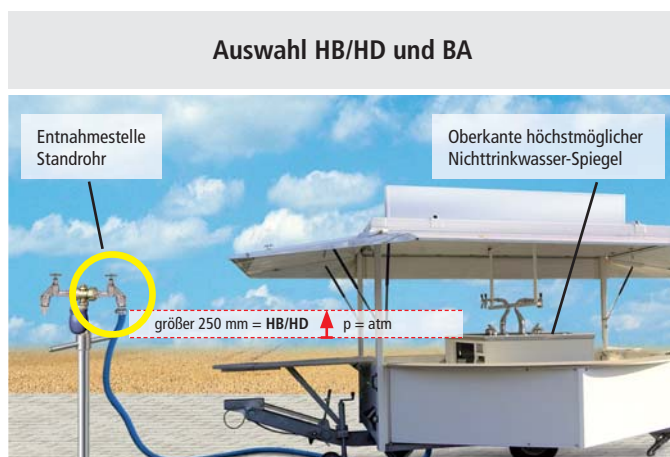 Auswahl HB/HD und BA
Entnahmestelle
Standrohr
Oberkante höchstmöglicher
Nichttrinkwasser-Spiegel
größer 250 mm = HB/HD p = atm